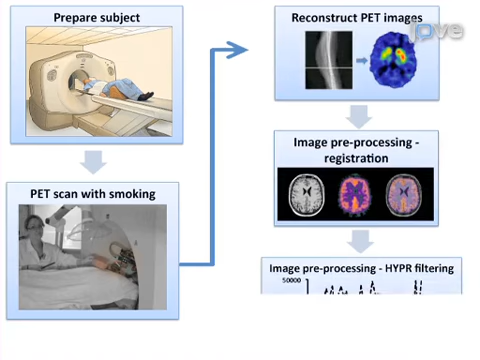 Prepare subject
PET scan with smoking
Reconstruct PET images
jove
Image pre-processing -
registration
Image pre-processing - HYPR filtering
50000